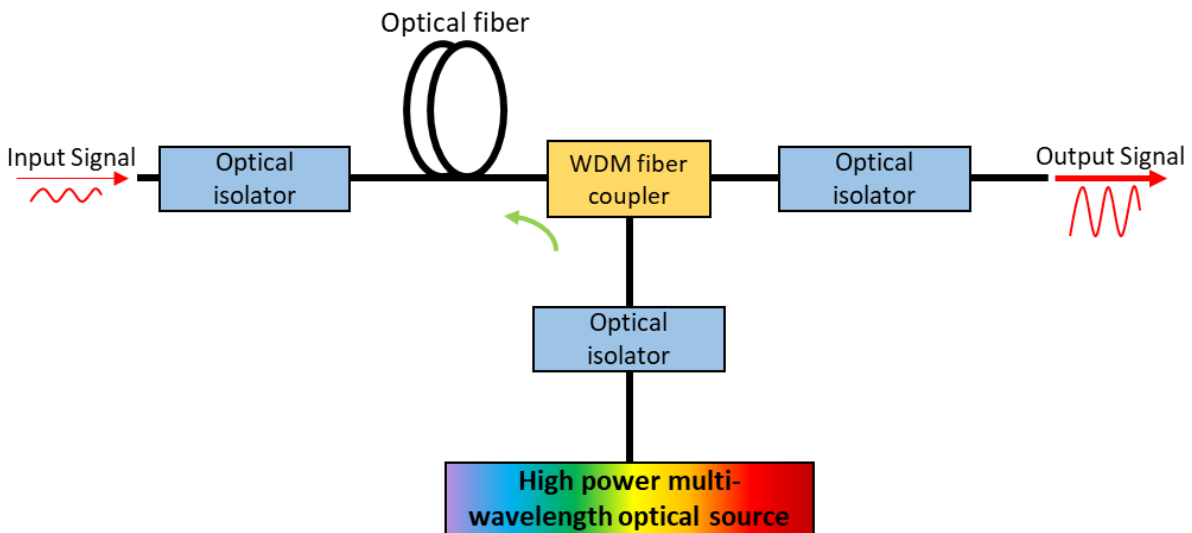 Optical fiber
Input Signal
Optical
isolator
WDM fiber
coupler
Optical
isolator
Output Signal
Optical
isolator
High power multi-
wavelength optical source